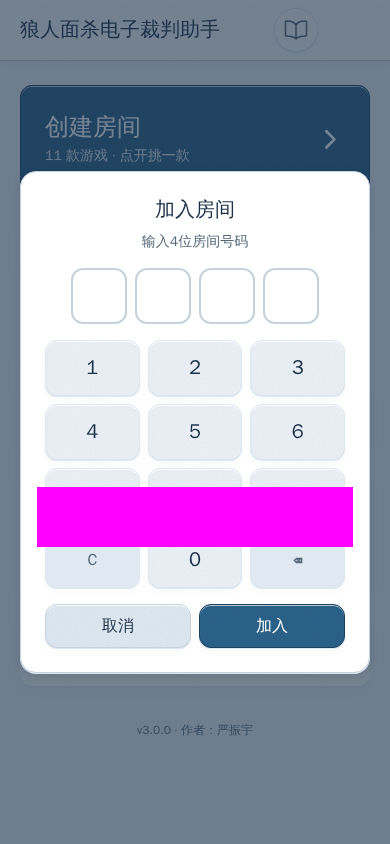 狼人面杀电子裁判助手
创建房间
11 款游戏 · 点开挑一款
加入房间
输入4位房间号码
1 2 3
4 5 6
C 0 ⌫
取消 加入
v3.0.0 · 作者：严振宇